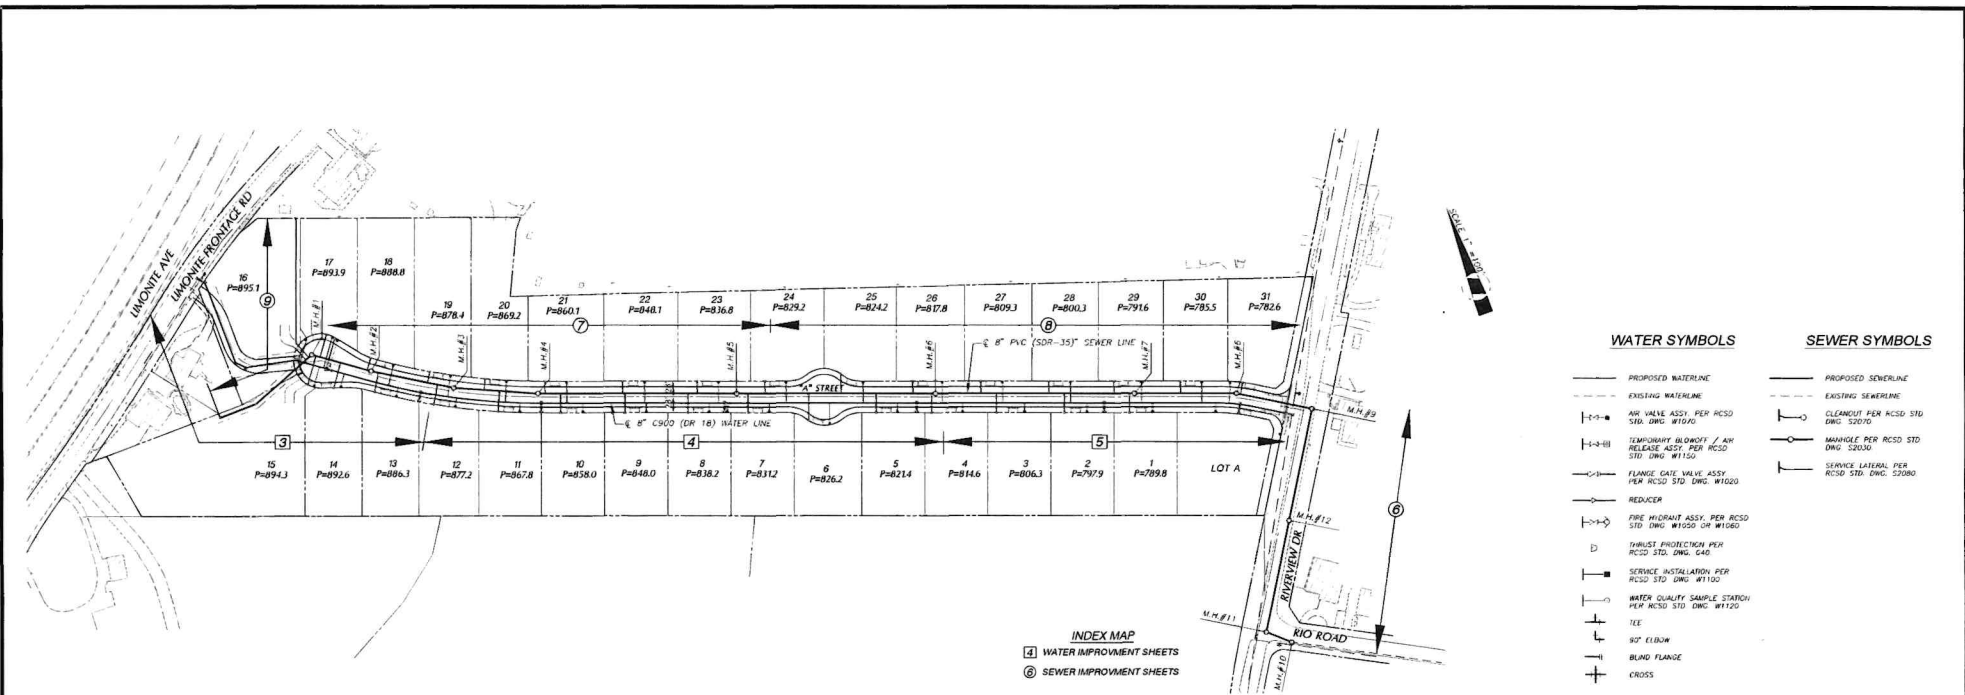 LIMONITE AVE
LIMONITE FRONTAGE RD
16
P=895.1
9
17
P=893.9
18
P=888.8
19
P=878.4
20
P=869.2
21
P=860.1
22
P=848.1
23
P=836.8
24
P=829.2
25
P=824.2
26
P=817.8
27
P=809.3
28
P=800.3
29
P=791.6
30
P=785.5
31
P=782.6
7
8
M.H.#1
M.H.#2
M.H.#3
M.H.#4
M.H.#5
M.H.#6
M.H.#7
M.H.#9
℄ 8" PVC (SDR-35)" SEWER LINE
"A" STREET
℄ 8" C900 (DR 18) WATER LINE
3
4
5
15
P=894.3
14
P=892.6
13
P=886.3
12
P=877.2
11
P=867.8
10
P=858.0
9
P=848.0
8
P=838.2
7
P=831.2
6
P=826.2
5
P=821.4
4
P=814.6
3
P=806.3
2
P=797.9
1
P=789.8
LOT A
6
M.H.#12
RIVERVIEW DR
M.H.#11
RIO ROAD
M.H.#10
SCALE 1"=100'
INDEX MAP
4 WATER IMPROVMENT SHEETS
6 SEWER IMPROVMENT SHEETS
WATER SYMBOLS
PROPOSED WATERLINE
EXISTING WATERLINE
AIR VALVE ASSY. PER RCSD
STD. DWG. W1070
TEMPORARY BLOWOFF / AIR
RELEASE ASSY. PER RCSD
STD DWG W1150
FLANGE GATE VALVE ASSY
PER RCSD STD. DWG. W1020
REDUCER
FIRE HYDRANT ASSY. PER RCSD
STD DWG W1050 OR W1060
THRUST PROTECTION PER
RCSD STD. DWG. G40
SERVICE INSTALLATION PER
RCSD STD DWG W1100
WATER QUALITY SAMPLE STATION
PER RCSD STD. DWG. W1120
TEE
90° ELBOW
BLIND FLANGE
CROSS
SEWER SYMBOLS
PROPOSED SEWERLINE
EXISTING SEWERLINE
CLEANOUT PER RCSD STD
DWG S2070
MANHOLE PER RCSD STD
DWG S2030
SERVICE LATERAL PER
RCSD STD. DWG. S2080